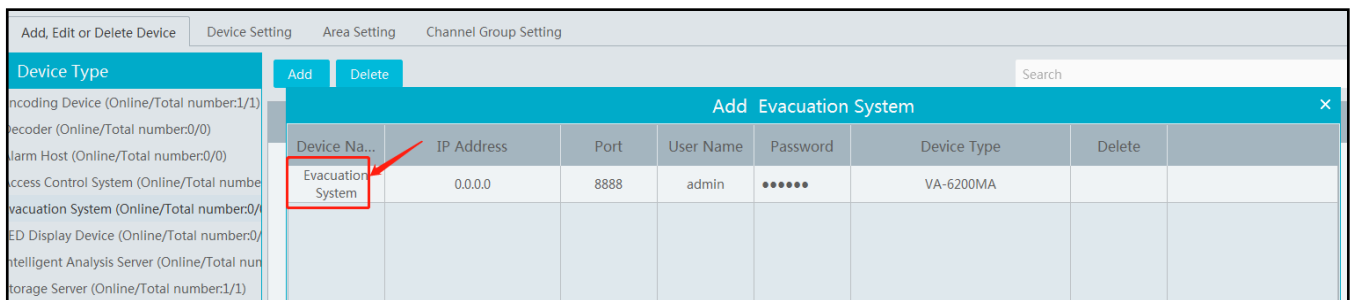 Add, Edit or Delete Device Device Setting Area Setting Channel Group Setting
Device Type
Add Delete Search
ncoding Device (Online/Total number:1/1)
Decoder (Online/Total number:0/0)
larm Host (Online/Total number:0/0)
ccess Control System (Online/Total numbe
vacuation System (Online/Total number:0/
ED Display Device (Online/Total number:0/
ntelligent Analysis Server (Online/Total num
torage Server (Online/Total number:1/1)
Add Evacuation System ×
Device Na... IP Address Port User Name Password Device Type Delete
Evacuation
System
0.0.0.0 8888 admin ●●●●●● VA-6200MA